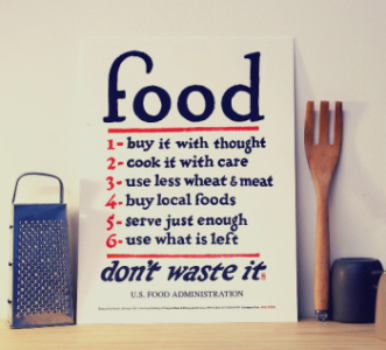 food
1- buy it with thought
2- cook it with care
3- use less wheat & meat
4- buy local foods
5- serve just enough
6- use what is left
don't waste it.
U.S. FOOD ADMINISTRATION